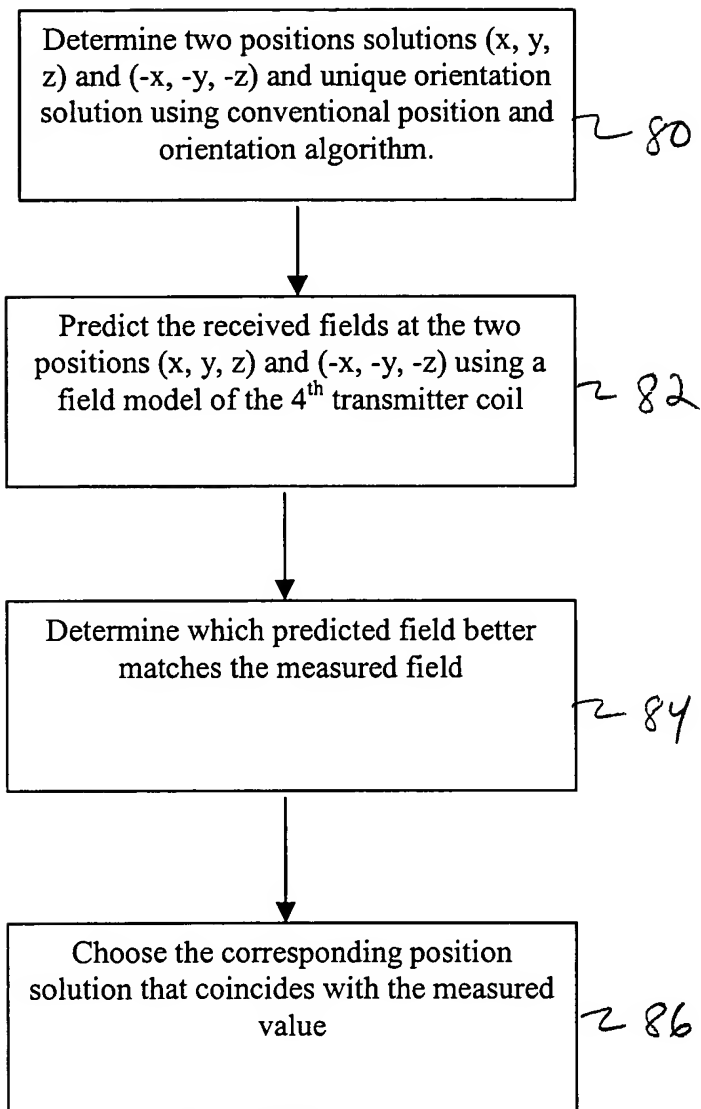 Determine two positions solutions (x, y,
z) and (-x, -y, -z) and unique orientation
solution using conventional position and
orientation algorithm.
80
Predict the received fields at the two
positions (x, y, z) and (-x, -y, -z) using a
field model of the 4th transmitter coil
82
Determine which predicted field better
matches the measured field
84
Choose the corresponding position
solution that coincides with the measured
value
86